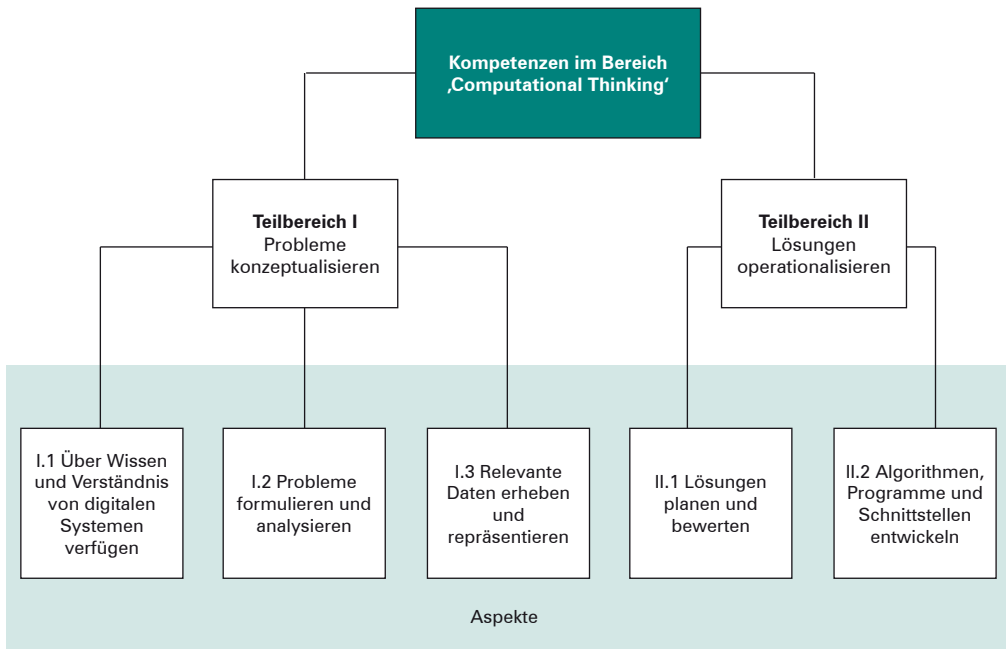 Kompetenzen im Bereich
‚Computational Thinking‘
Teilbereich I
Probleme
konzeptualisieren
Teilbereich II
Lösungen
operationalisieren
I.1 Über Wissen
und Verständnis
von digitalen
Systemen
verfügen
I.2 Probleme
formulieren und
analysieren
I.3 Relevante
Daten erheben
und
repräsentieren
II.1 Lösungen
planen und
bewerten
II.2 Algorithmen,
Programme und
Schnittstellen
entwickeln
Aspekte